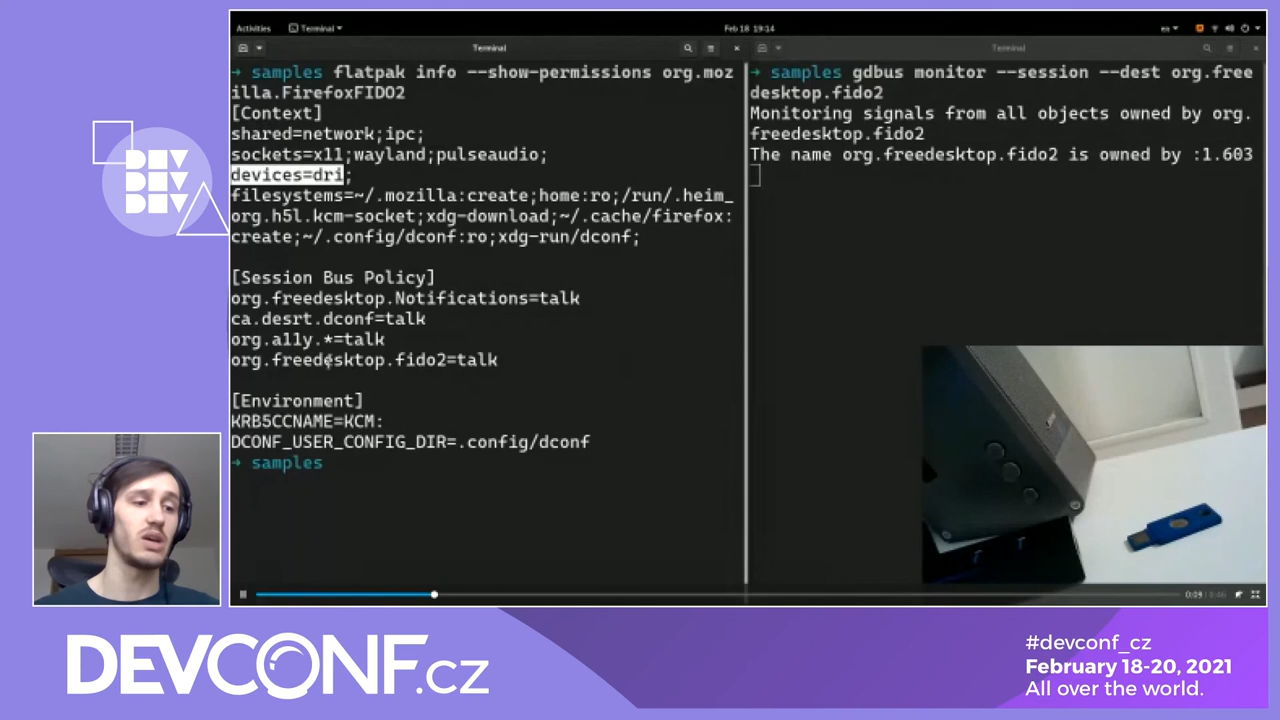 Activities
Terminal
Feb 18 19:14
en
Terminal
Terminal
→ samples flatpak info --show-permissions org.moz
illa.FirefoxFIDO2
[Context]
shared=network;ipc;
sockets=x11;wayland;pulseaudio;
devices=dri;
filesystems=~/.mozilla:create;home:ro;/run/.heim_
org.h5l.kcm-socket;xdg-download;~/.cache/firefox:
create;~/.config/dconf:ro;xdg-run/dconf;
[Session Bus Policy]
org.freedesktop.Notifications=talk
ca.desrt.dconf=talk
org.a11y.*=talk
org.freedesktop.fido2=talk
[Environment]
KRB5CCNAME=KCM:
DCONF_USER_CONFIG_DIR=.config/dconf
→ samples
→ samples gdbus monitor --session --dest org.free
desktop.fido2
Monitoring signals from all objects owned by org.
freedesktop.fido2
The name org.freedesktop.fido2 is owned by :1.603
DEV
DEV
0:09
DEVCONF.cz
#devconf_cz
February 18-20, 2021
All over the world.